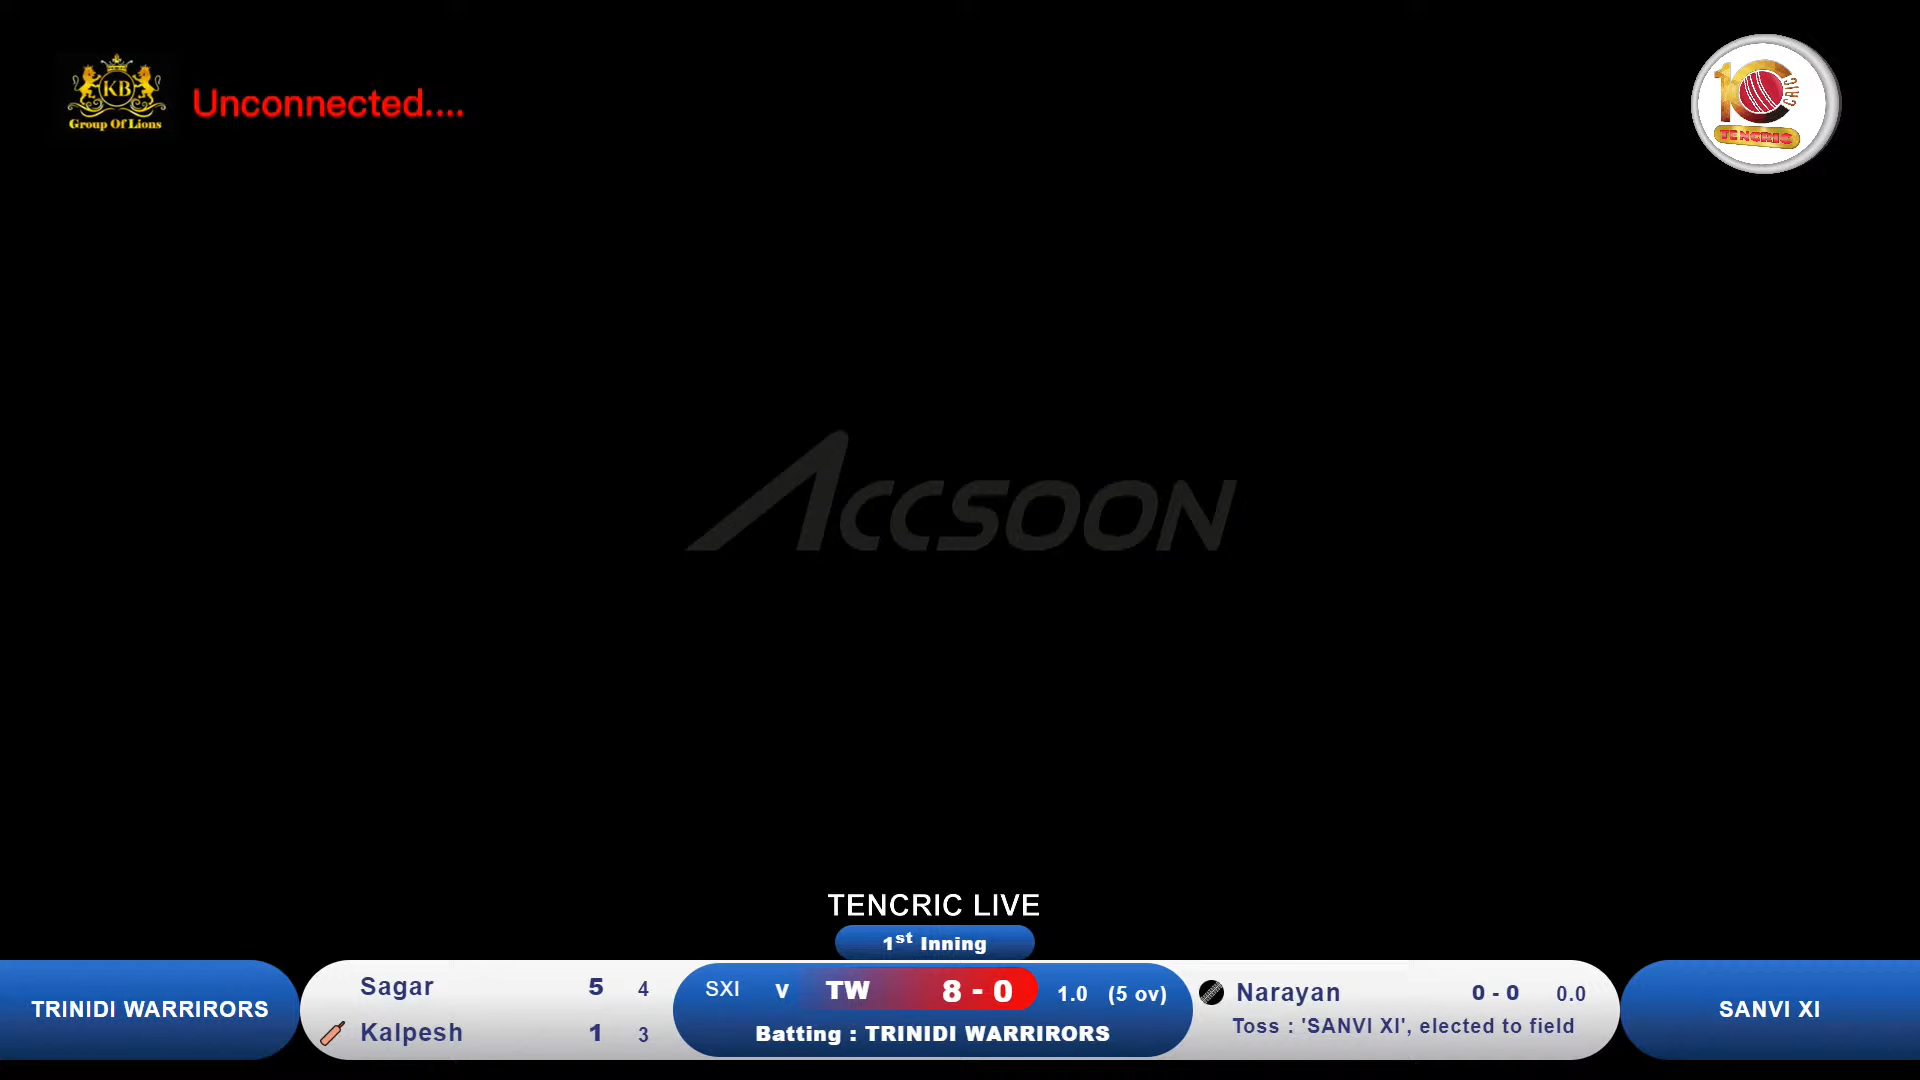 KB
Group Of Lions
Unconnected....
10 CRIC
TENCRIC
ACCSOON
TENCRIC LIVE
1st Inning
TRINIDI WARRIRORS
Sagar 5 4
Kalpesh 1 3
SXI v TW 8 - 0 1.0 (5 ov)
Batting : TRINIDI WARRIRORS
Narayan 0 - 0 0.0
Toss : 'SANVI XI', elected to field
SANVI XI